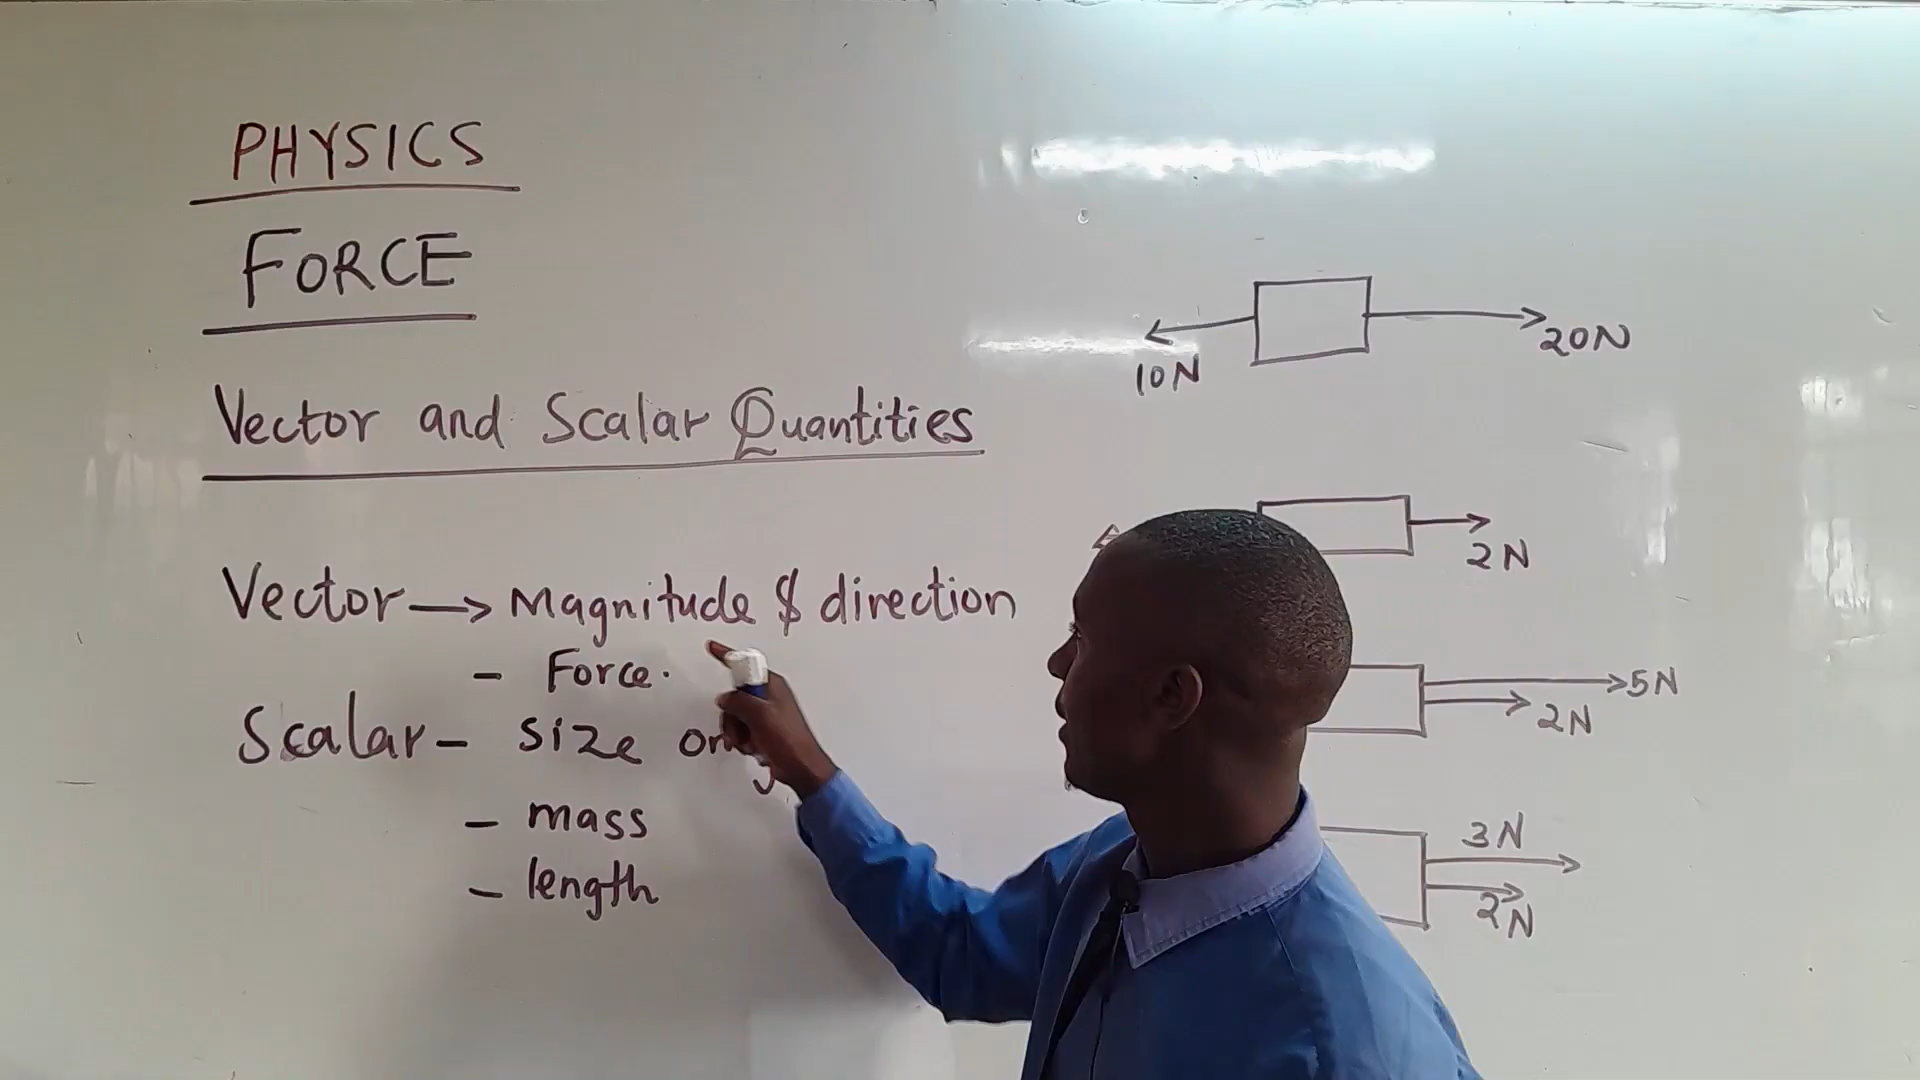 PHYSICS
FORCE
Vector and Scalar Quantities
Vector → Magnitude $ direction
- Force.
Scalar - size
- mass
- length
10N
20N
2N
5N
2N
3N
2N